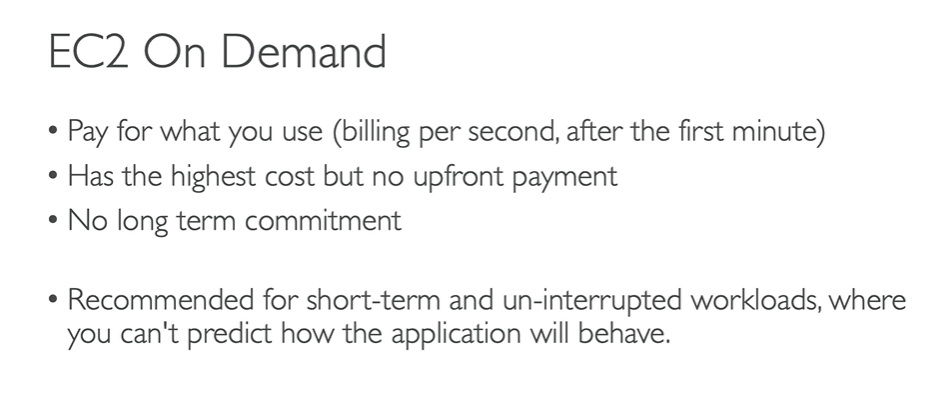 EC2 On Demand
• Pay for what you use (billing per second, after the first minute)
• Has the highest cost but no upfront payment
• No long term commitment
• Recommended for short-term and un-interrupted workloads, where
you can't predict how the application will behave.